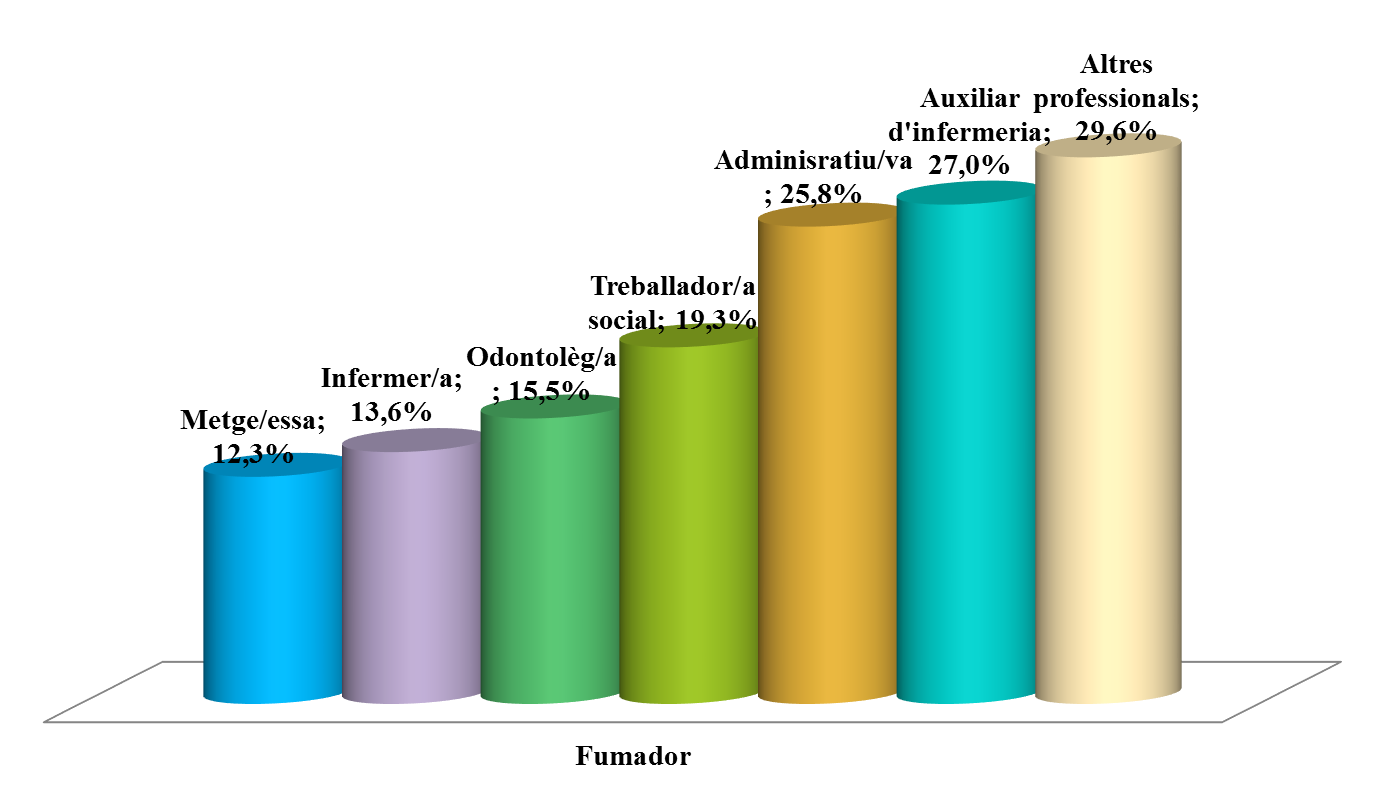 Metge/essa;
12,3%
Infermer/a;
13,6%
Odontolèg/a
; 15,5%
Treballador/a
social; 19,3%
Adminisratiu/va
; 25,8%
Auxiliar
d'infermeria;
27,0%
Altres
professionals;
29,6%
Fumador